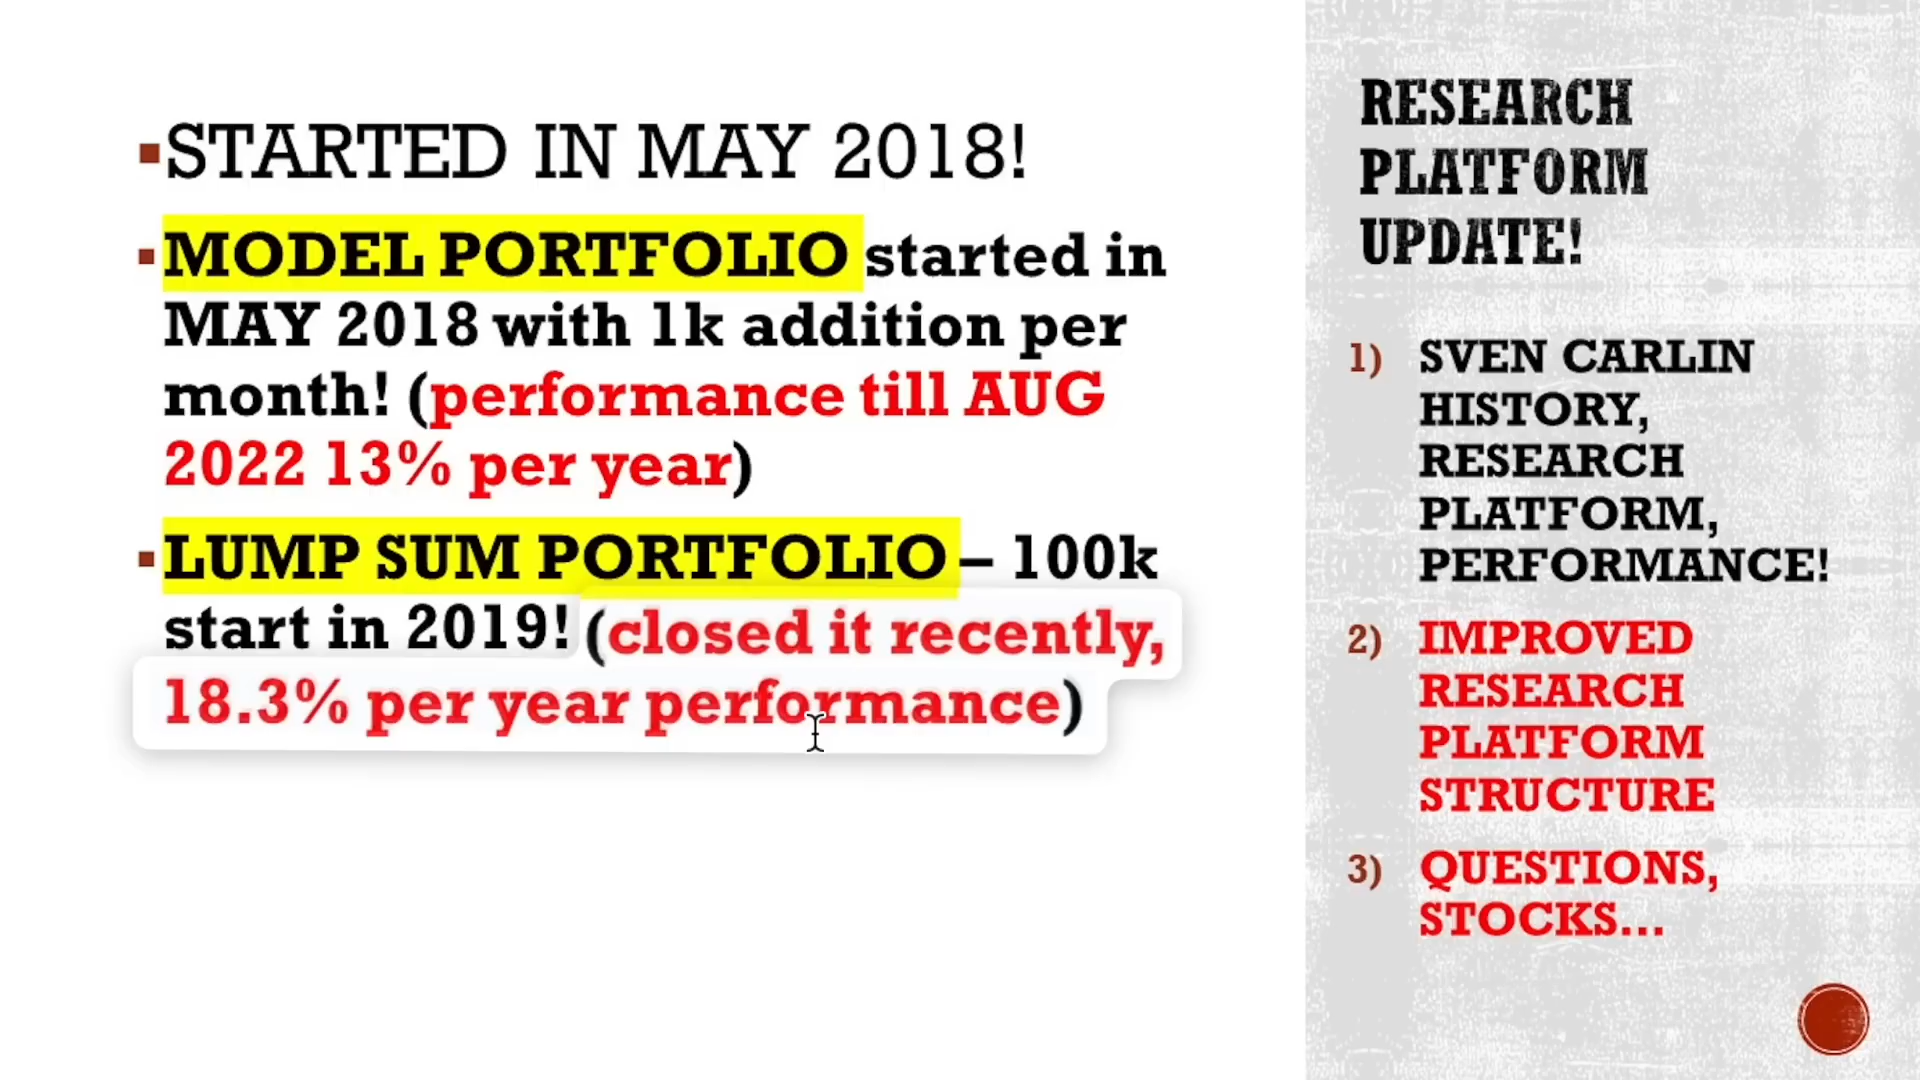 STARTED IN MAY 2018!
MODEL PORTFOLIO started in
MAY 2018 with 1k addition per
month! (performance till AUG
2022 13% per year)
LUMP SUM PORTFOLIO – 100k
start in 2019! (closed it recently,
18.3% per year performance)
RESEARCH
PLATFORM
UPDATE!
1) SVEN CARLIN
HISTORY,
RESEARCH
PLATFORM,
PERFORMANCE!
2) IMPROVED
RESEARCH
PLATFORM
STRUCTURE
3) QUESTIONS,
STOCKS...